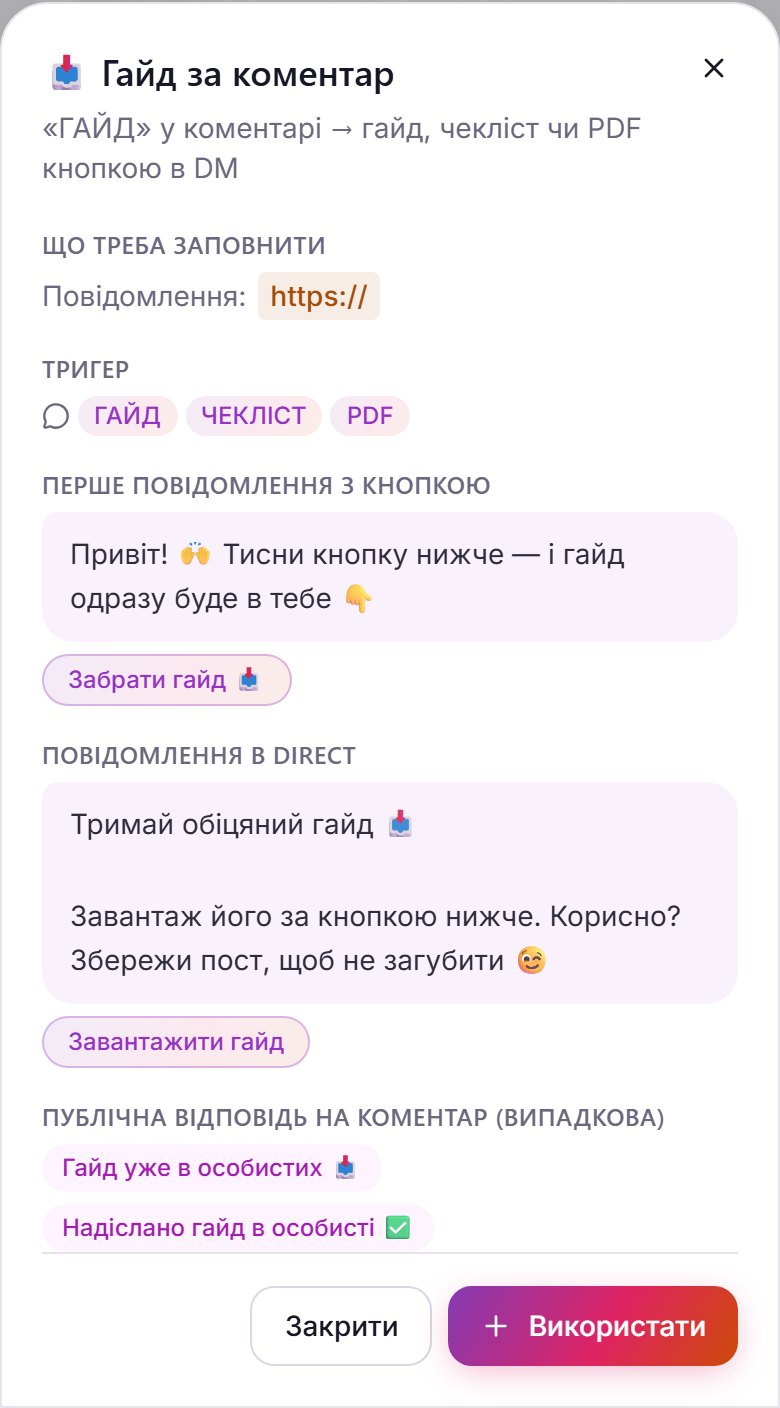 📥 Гайд за коментар
«ГАЙД» у коментарі → гайд, чекліст чи PDF
кнопкою в DM
ЩО ТРЕБА ЗАПОВНИТИ
Повідомлення: https://
ТРИГЕР
ГАЙД ЧЕКЛІСТ PDF
ПЕРШЕ ПОВІДОМЛЕННЯ З КНОПКОЮ
Привіт! 🙌 Тисни кнопку нижче — і гайд
одразу буде в тебе 👇
Забрати гайд 📥
ПОВІДОМЛЕННЯ В DIRECT
Тримай обіцяний гайд 📥
Завантаж його за кнопкою нижче. Корисно?
Збережи пост, щоб не загубити 😉
Завантажити гайд
ПУБЛІЧНА ВІДПОВІДЬ НА КОМЕНТАР (ВИПАДКОВА)
Гайд уже в особистих 📥
Надіслано гайд в особисті ✅
Закрити
+ Використати